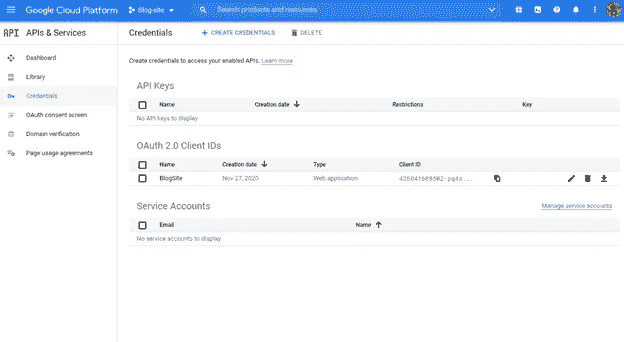 Google Cloud Platform Blog-site Search products and resources
API APIs & Services Credentials + CREATE CREDENTIALS DELETE
Dashboard
Library
Credentials
OAuth consent screen
Domain verification
Page usage agreements
Create credentials to access your enabled APIs. Learn more
API Keys
Name Creation date Restrictions Key
No API keys to display
OAuth 2.0 Client IDs
Name Creation date Type Client ID
BlogSite Nov 27, 2020 Web application
Service Accounts Manage service accounts
Email Name
No service accounts to display